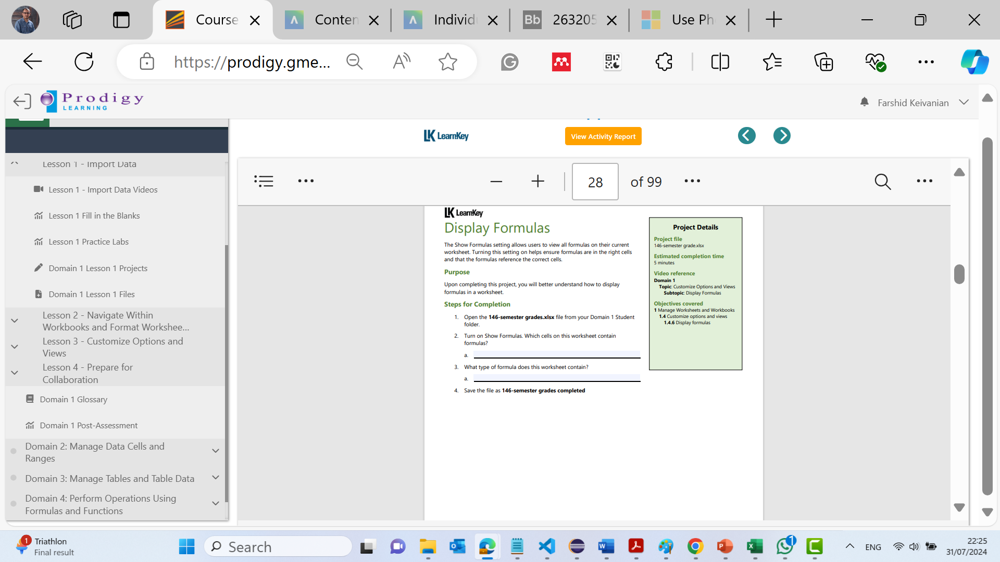 Course
Conten
Individ
Bb
263205
Use Ph
https://prodigy.gme...
Prodigy
LEARNING
Farshid Keivanian
LK LearnKey
View Activity Report
Lesson 1 - Import Data
Lesson 1 - Import Data Videos
Lesson 1 Fill in the Blanks
Lesson 1 Practice Labs
Domain 1 Lesson 1 Projects
Domain 1 Lesson 1 Files
Lesson 2 - Navigate Within
Workbooks and Format Workshee...
Lesson 3 - Customize Options and
Views
Lesson 4 - Prepare for
Collaboration
Domain 1 Glossary
Domain 1 Post-Assessment
Domain 2: Manage Data Cells and
Ranges
Domain 3: Manage Tables and Table Data
Domain 4: Perform Operations Using
Formulas and Functions
28 of 99
LK LearnKey
Display Formulas
The Show Formulas setting allows users to view all formulas on their current
worksheet. Turning this setting on helps ensure formulas are in the right cells
and that the formulas reference the correct cells.
Purpose
Upon completing this project, you will better understand how to display
formulas in a worksheet.
Steps for Completion
1. Open the 146-semester grades.xlsx file from your Domain 1 Student
folder.
2. Turn on Show Formulas. Which cells on this worksheet contain
formulas?
a.
3. What type of formula does this worksheet contain?
a.
4. Save the file as 146-semester grades completed
Project Details
Project file
146-semester grade.xlsx
Estimated completion time
5 minutes
Video reference
Domain 1
Topic: Customize Options and Views
Subtopic: Display Formulas
Objectives covered
1 Manage Worksheets and Workbooks
1.4 Customize options and views
1.4.6 Display formulas
1
Triathlon
Final result
Search
1
ENG
22:25
31/07/2024